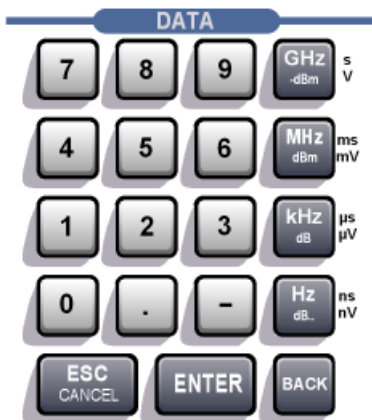 DATA
7 8 9 GHz s
-dBm V
4 5 6 MHz ms
dBm mV
1 2 3 kHz µs
dB µV
0 . - Hz ns
dB.. nV
ESC ENTER BACK
CANCEL